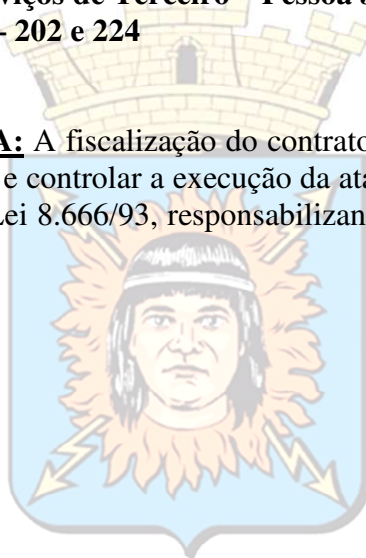 viços de Terceiro – Pessoa
– 202 e 224
A: A fiscalização do contrato
e controlar a execução da ata
Lei 8.666/93, responsabilizan